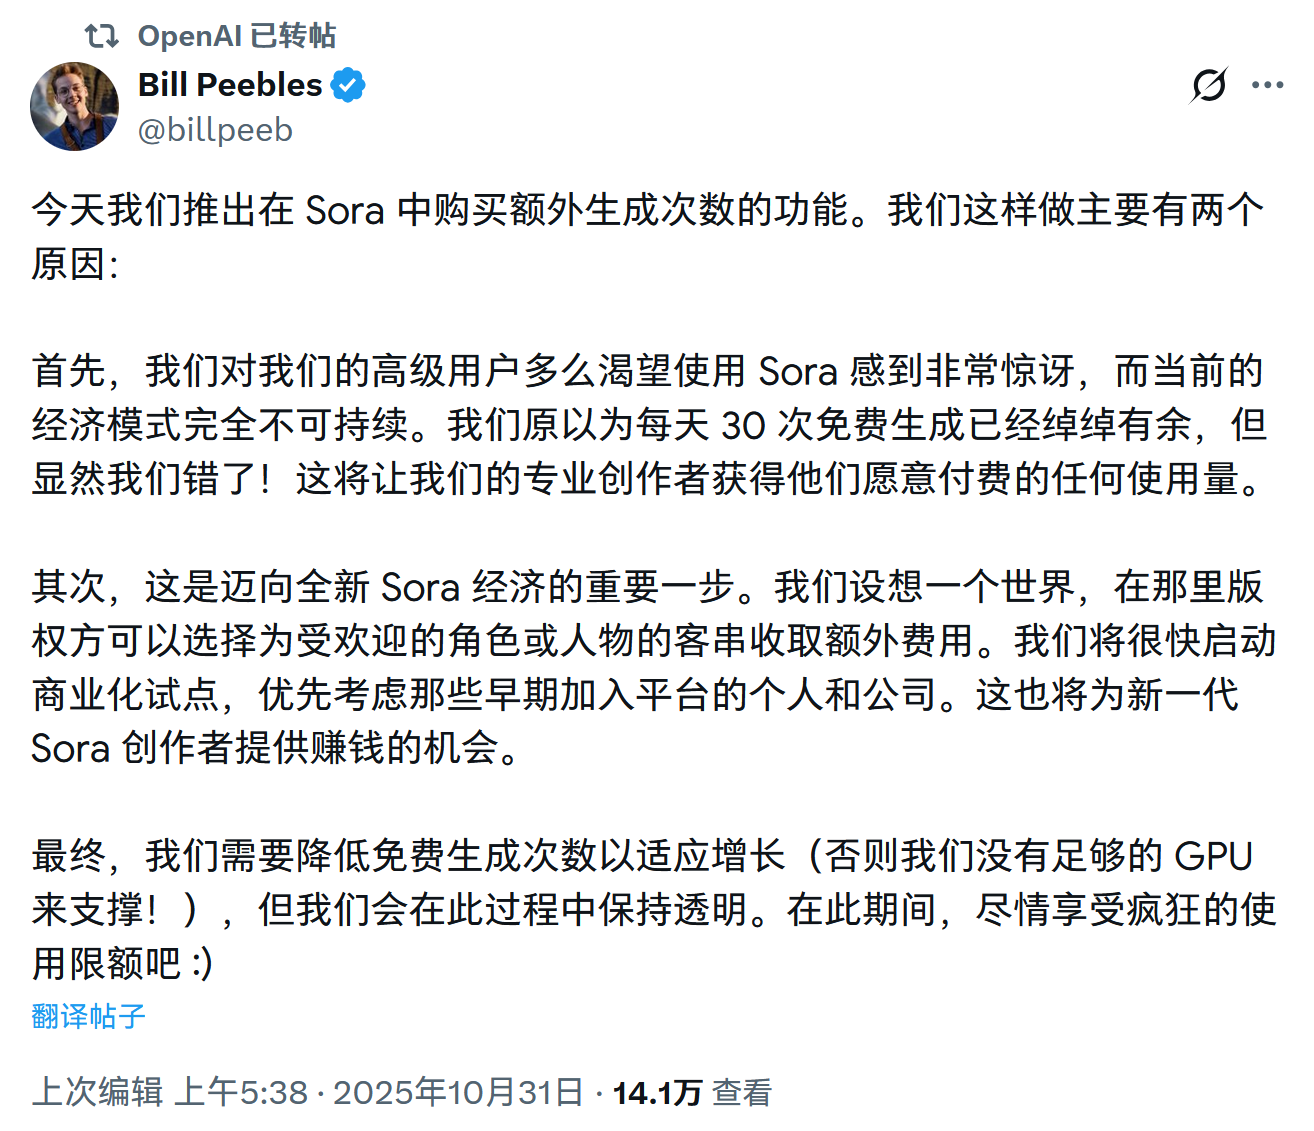 OpenAI 已转帖
Bill Peebles
@billpeeb
今天我们推出在 Sora 中购买额外生成次数的功能。我们这样做主要有两个
原因：
首先，我们对我们的高级用户多么渴望使用 Sora 感到非常惊讶，而当前的
经济模式完全不可持续。我们原以为每天 30 次免费生成已经绰绰有余，但
显然我们错了！这将让我们的专业创作者获得他们愿意付费的任何使用量。
其次，这是迈向全新 Sora 经济的重要一步。我们设想一个世界，在那里版
权方可以选择为受欢迎的角色或人物的客串收取额外费用。我们将很快启动
商业化试点，优先考虑那些早期加入平台的个人和公司。这也将为新一代
Sora 创作者提供赚钱的机会。
最终，我们需要降低免费生成次数以适应增长（否则我们没有足够的 GPU
来支撑！），但我们会在此过程中保持透明。在此期间，尽情享受疯狂的使
用限额吧 :)
翻译帖子
上次编辑 上午5:38 · 2025年10月31日 · 14.1万 查看